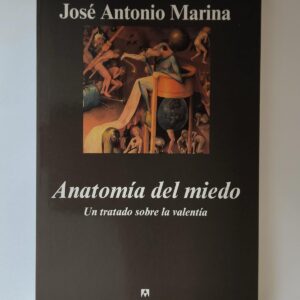 José Antonio Marina
Anatomía del miedo
Un tratado sobre la valentía